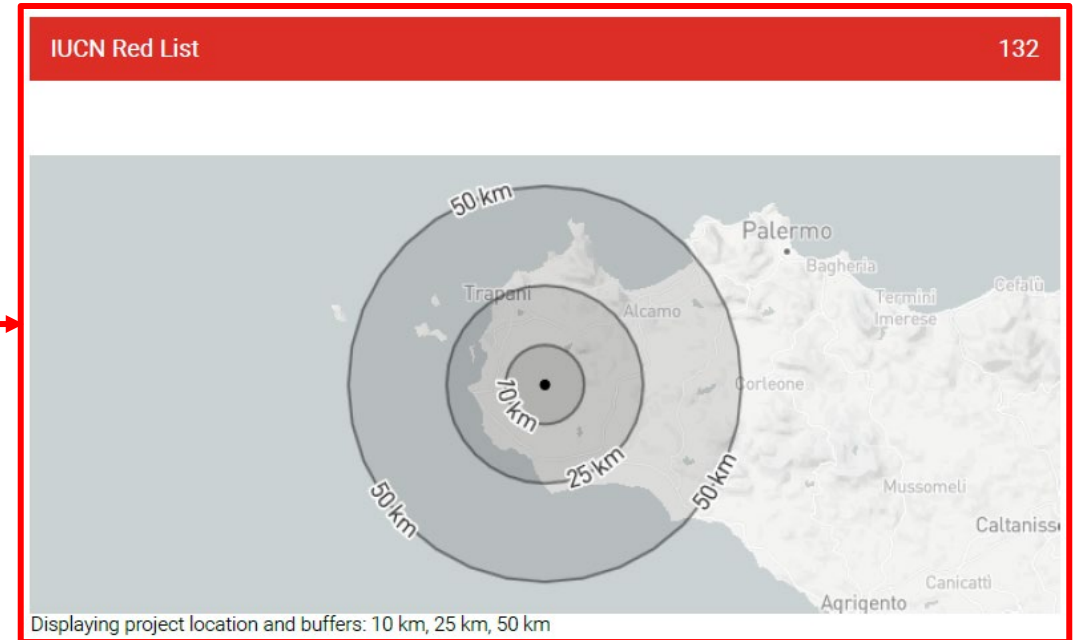 IUCN Red List 132
50 km
Palermo
Bagheria
Trapani
Termini
Imerese
Cefalù
Alcamo
10 km
Corleone
25 km
50 km
50 km
Mussomeli
Caltaniss
Canicattì
Agrigento
Displaying project location and buffers: 10 km, 25 km, 50 km